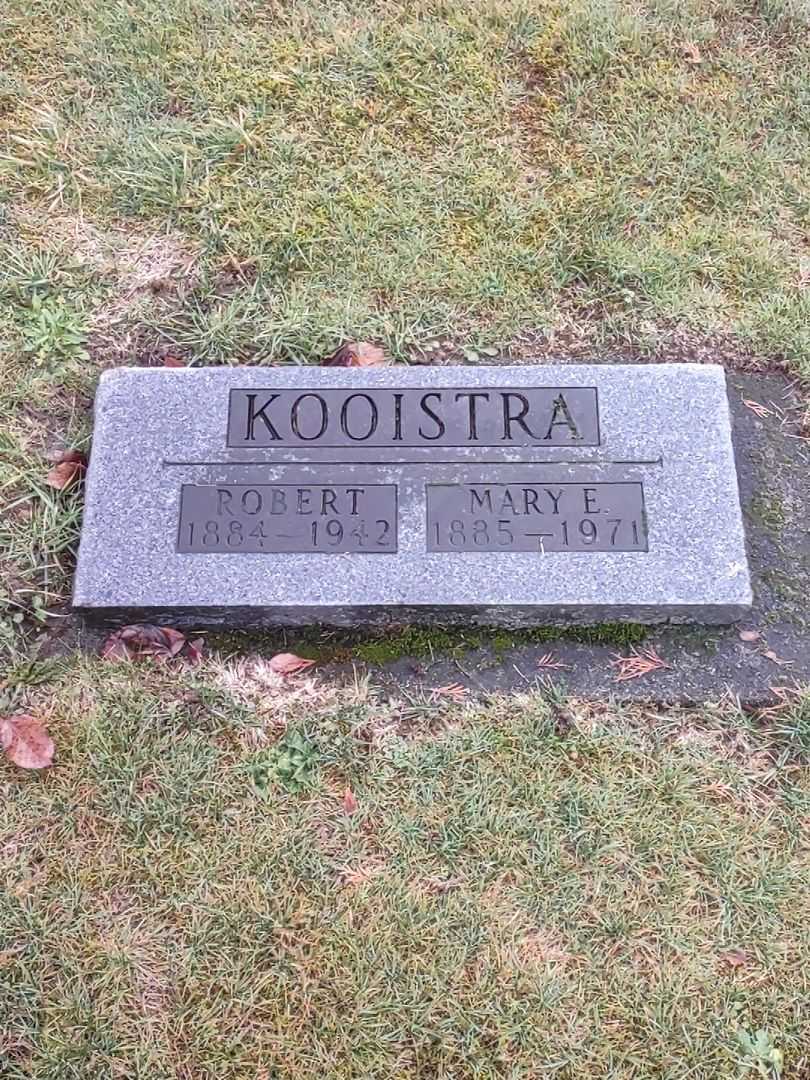 KOOISTRA
ROBERT
1884—1942
MARY E.
1885—1971